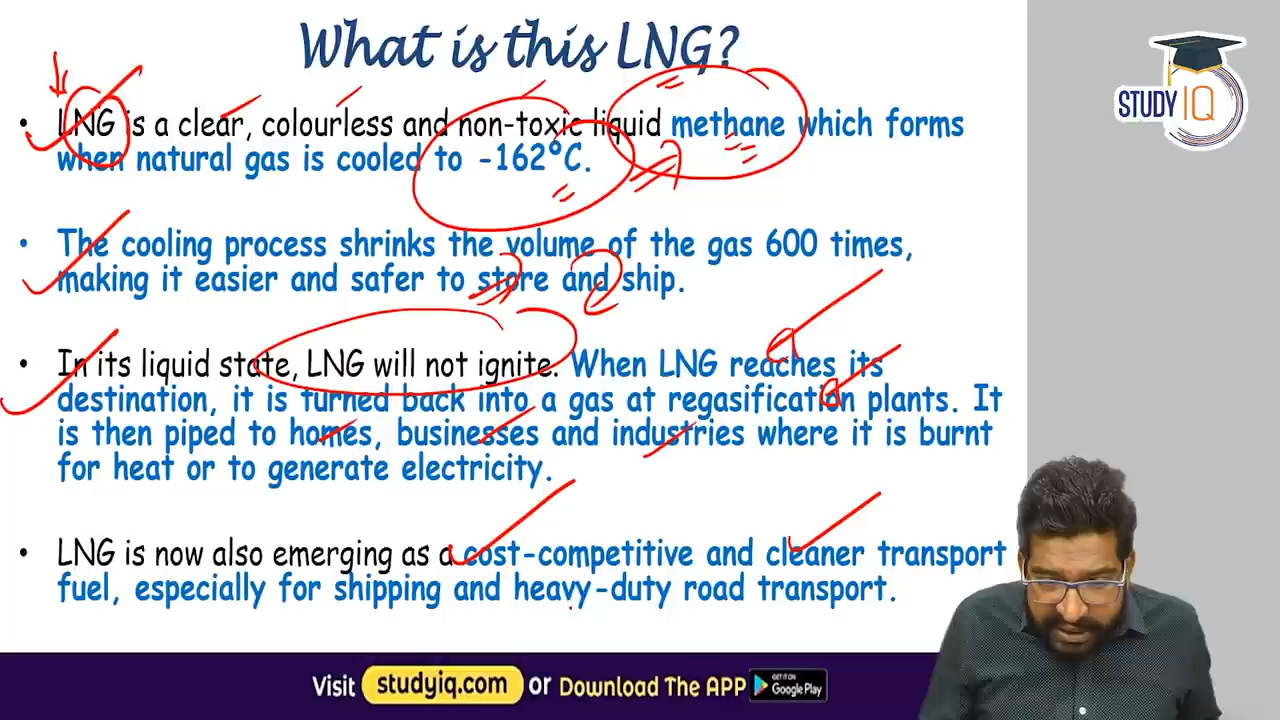 What is this LNG?
STUDY IQ
• LNG is a clear, colourless and non-toxic liquid methane which forms
when natural gas is cooled to -162°C.
• The cooling process shrinks the volume of the gas 600 times,
making it easier and safer to store and ship.
• In its liquid state, LNG will not ignite. When LNG reaches its
destination, it is turned back into a gas at regasification plants. It
is then piped to homes, businesses and industries where it is burnt
for heat or to generate electricity.
• LNG is now also emerging as a cost-competitive and cleaner transport
fuel, especially for shipping and heavy-duty road transport.
Visit studyiq.com or Download The APP GET IT ON Google Play